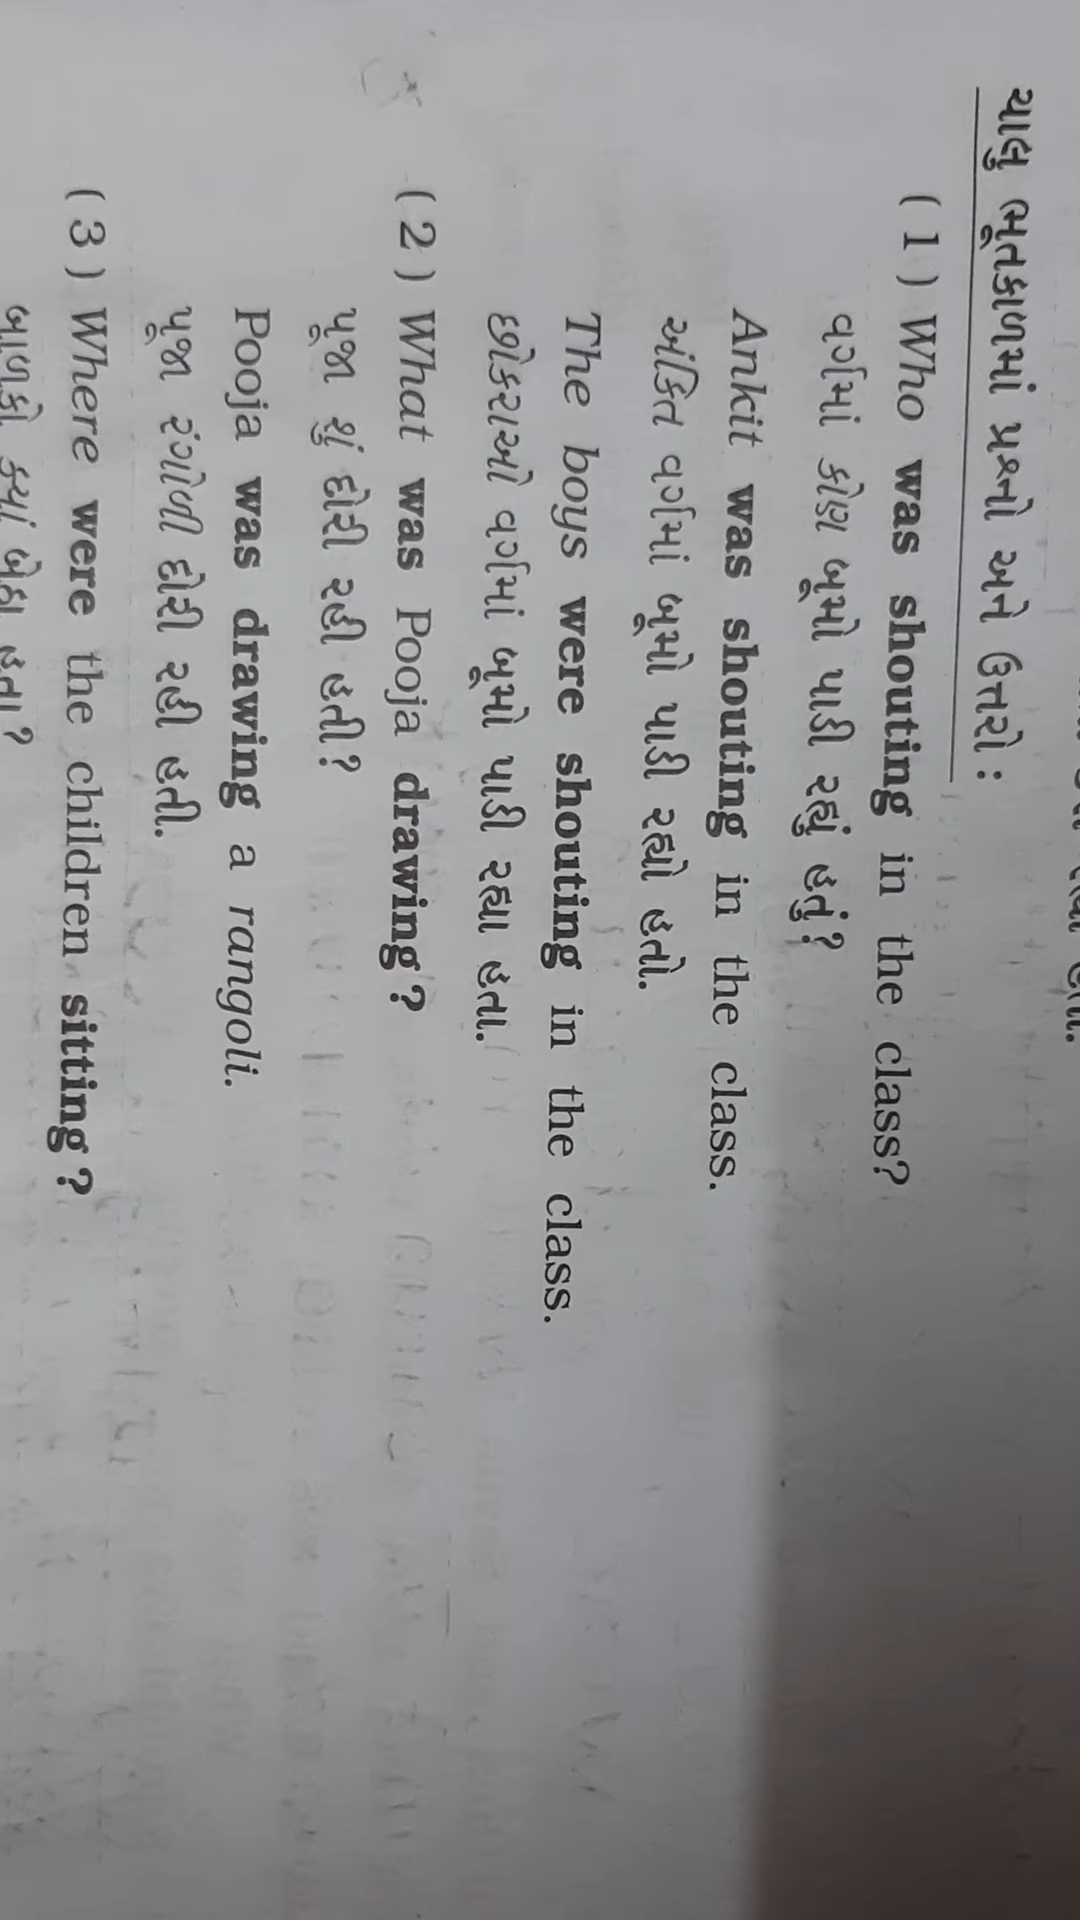 ચાલુ ભૂતકાળમાં પ્રશ્નો અને ઉત્તરો :
( 1 ) Who was shouting in the class?
વર્ગમાં કોણ બૂમો પાડી રહ્યું હતું?
Ankit was shouting in the class.
અંકિત વર્ગમાં બૂમો પાડી રહ્યો હતો.
The boys were shouting in the class.
છોકરાઓ વર્ગમાં બૂમો પાડી રહ્યા હતા.
( 2 ) What was Pooja drawing?
પૂજા શું દોરી રહી હતી?
Pooja was drawing a rangoli.
પૂજા રંગોળી દોરી રહી હતી.
( 3 ) Where were the children sitting?
બાળકો ક્યાં બેઠા હતા?